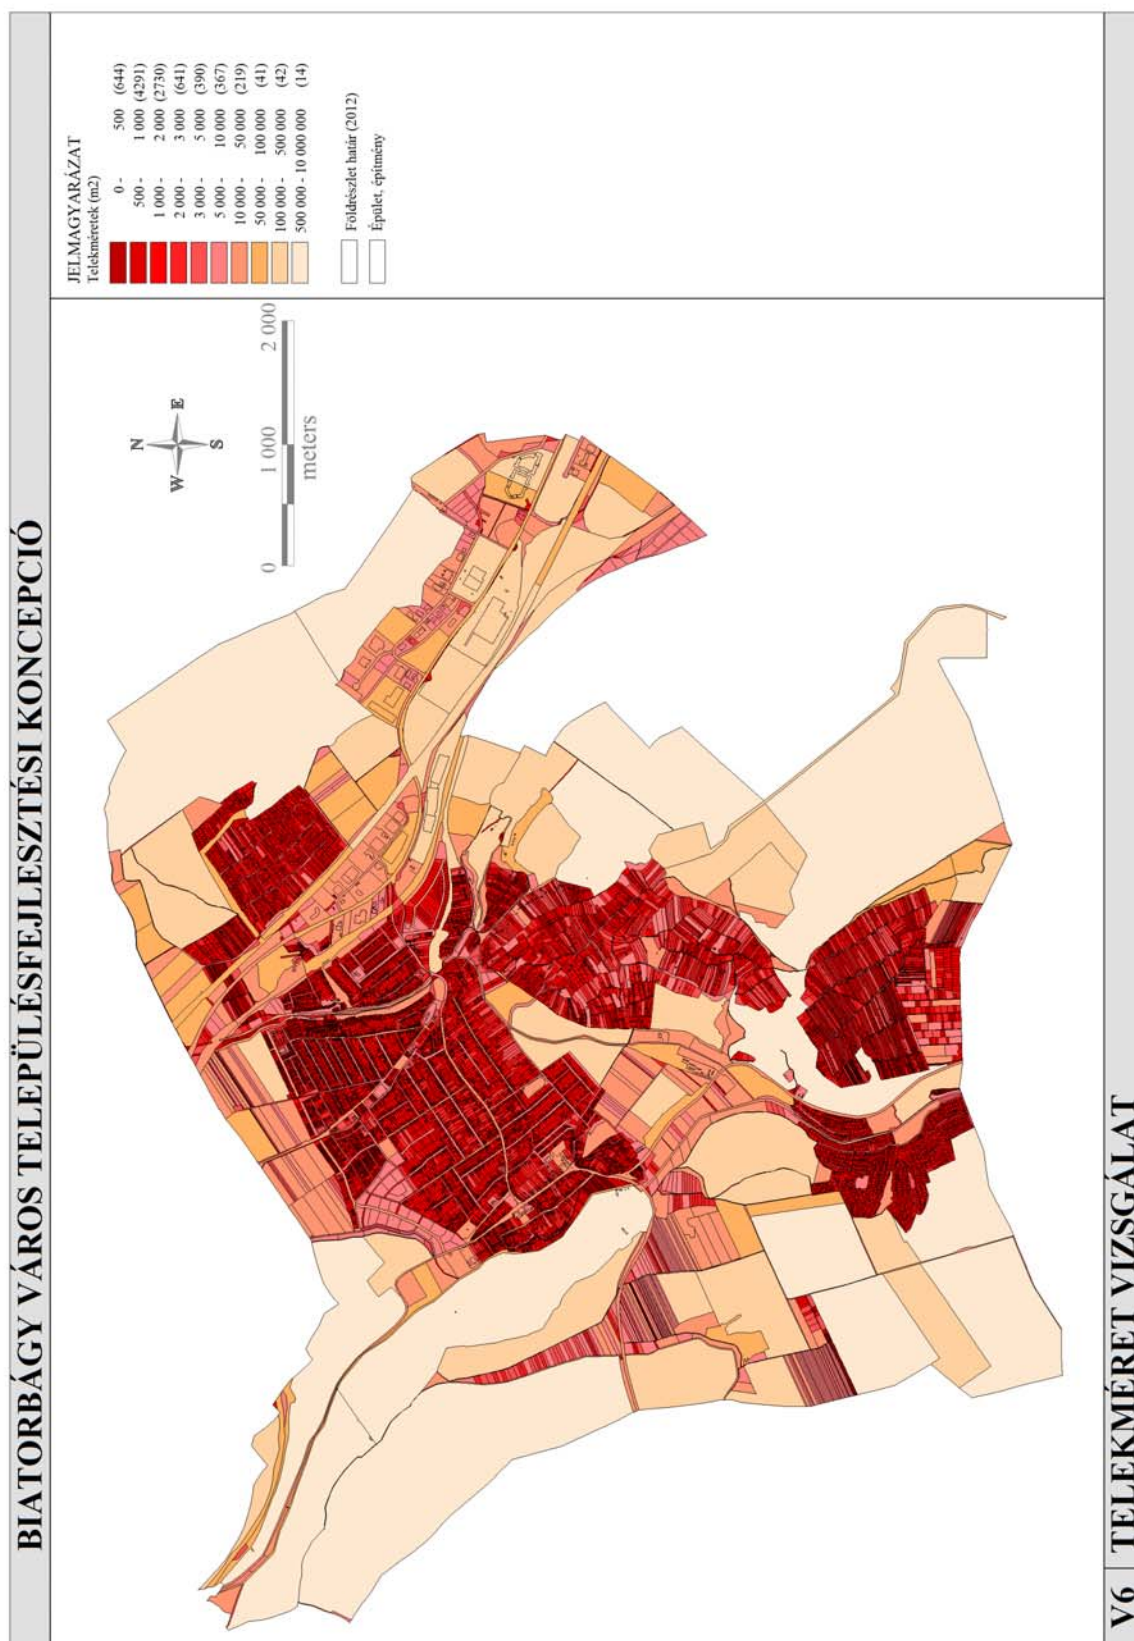 BIATORBÁGY VÁROS TELEPÜLÉSFEJLESZTÉSI KONCEPCIÓ
JELMAGYARÁZAT
Telekméretek (m2)
0 - 500 (644)
500 - 1 000 (4291)
1 000 - 2 000 (2730)
2 000 - 3 000 (641)
3 000 - 5 000 (390)
5 000 - 10 000 (367)
10 000 - 50 000 (219)
50 000 - 100 000 (41)
100 000 - 500 000 (42)
500 000 - 10 000 000 (14)
Földrészlet határ (2012)
Épület, építmény
N
W E
S
0 1 000 2 000
meters
V6 TELEKMÉRET VIZSGÁLAT